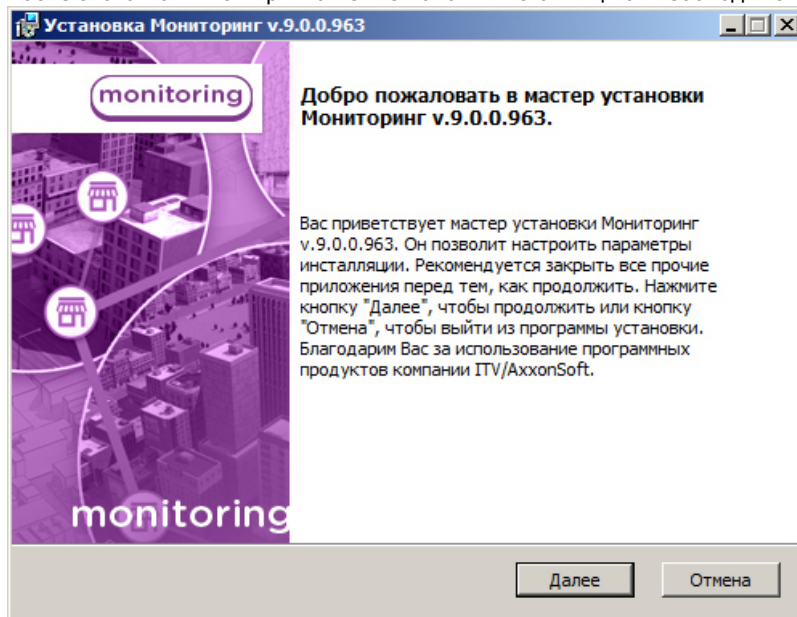 Установка Мониторинг v.9.0.0.963
monitoring
Добро пожаловать в мастер установки
Мониторинг v.9.0.0.963.
Вас приветствует мастер установки Мониторинг
v.9.0.0.963. Он позволит настроить параметры
инсталляции. Рекомендуется закрыть все прочие
приложения перед тем, как продолжить. Нажмите
кнопку "Далее", чтобы продолжить или кнопку
"Отмена", чтобы выйти из программы установки.
Благодарим Вас за использование программных
продуктов компании ITV/AxxonSoft.
monitoring
Далее
Отмена